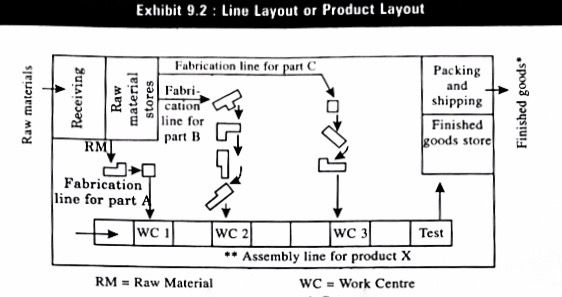 Exhibit 9.2 : Line Layout or Product Layout
Raw materials
Receiving
Raw
material
stores
Fabrication line for part C
Fabri-
cation
line for
part B
Packing
and
shipping
Finished goods*
Finished
goods store
RM
Fabrication
line for part A
WC 1
WC 2
WC 3
Test
** Assembly line for product X
RM = Raw Material
WC = Work Centre